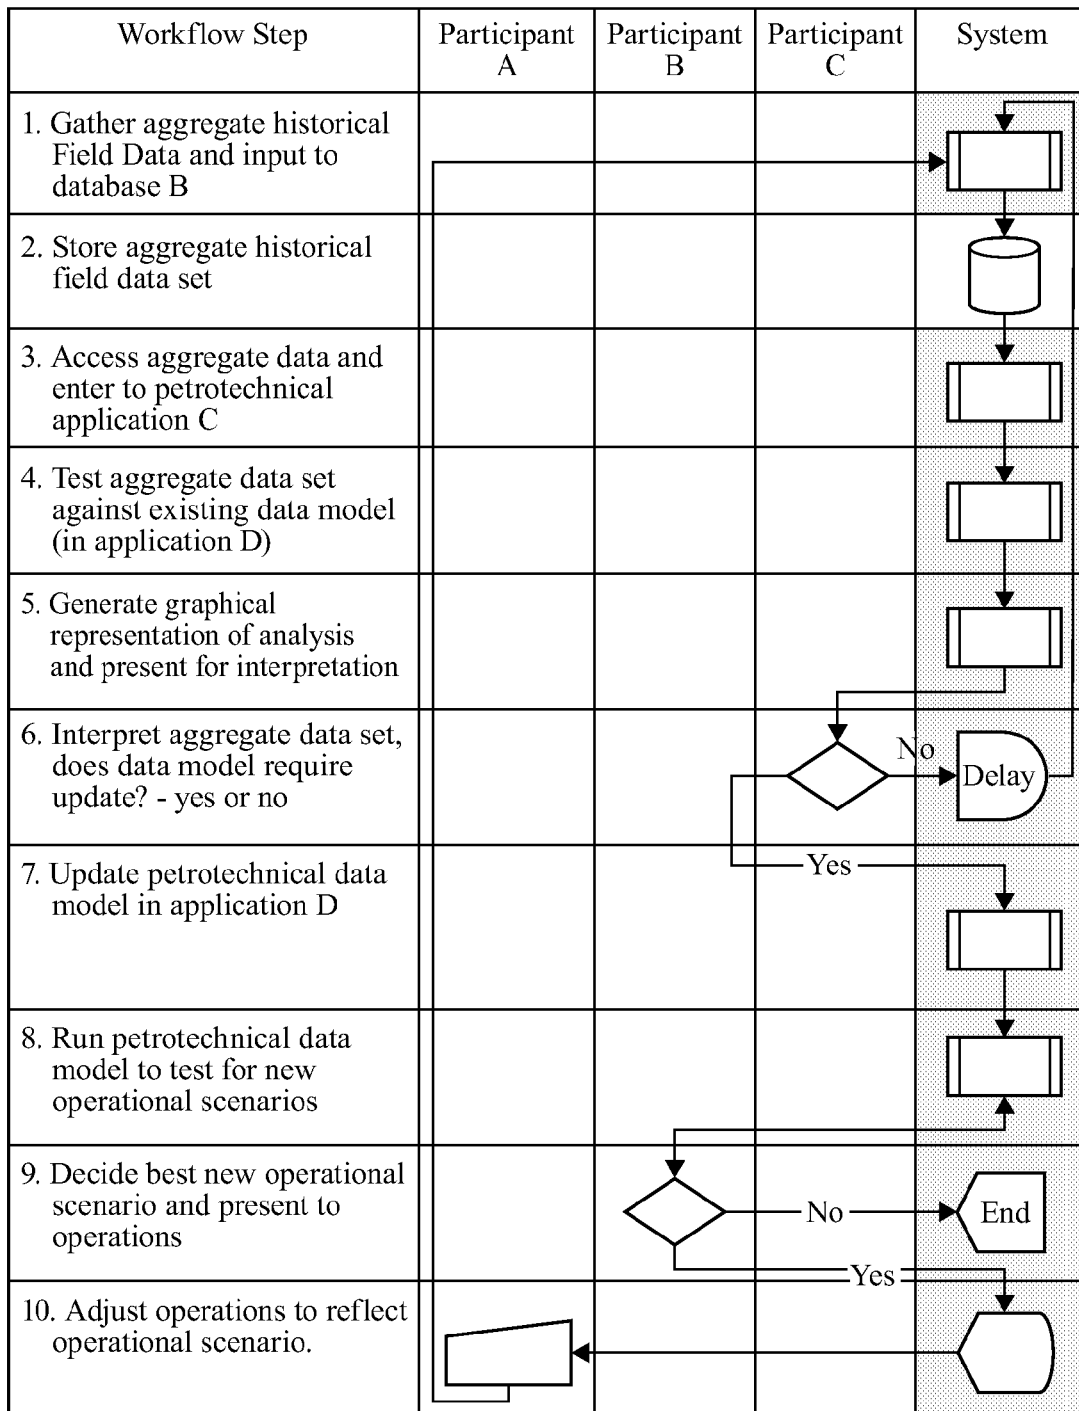 Workflow Step
Participant
A
Participant
B
Participant
C
System
1. Gather aggregate historical
Field Data and input to
database B
2. Store aggregate historical
field data set
3. Access aggregate data and
enter to petrotechnical
application C
4. Test aggregate data set
against existing data model
(in application D)
5. Generate graphical
representation of analysis
and present for interpretation
6. Interpret aggregate data set,
does data model require
update? - yes or no
No
Delay
7. Update petrotechnical data
model in application D
Yes
8. Run petrotechnical data
model to test for new
operational scenarios
9. Decide best new operational
scenario and present to
operations
No
End
Yes
10. Adjust operations to reflect
operational scenario.